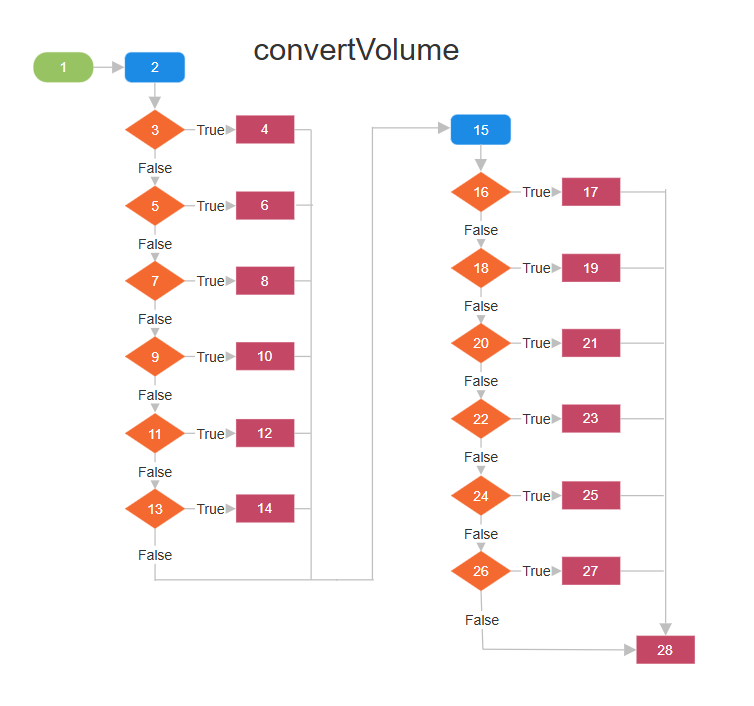 convertVolume
1
2
3
True
4
False
5
True
6
False
7
True
8
False
9
True
10
False
11
True
12
False
13
True
14
False
15
16
True
17
False
18
True
19
False
20
True
21
False
22
True
23
False
24
True
25
False
26
True
27
False
28